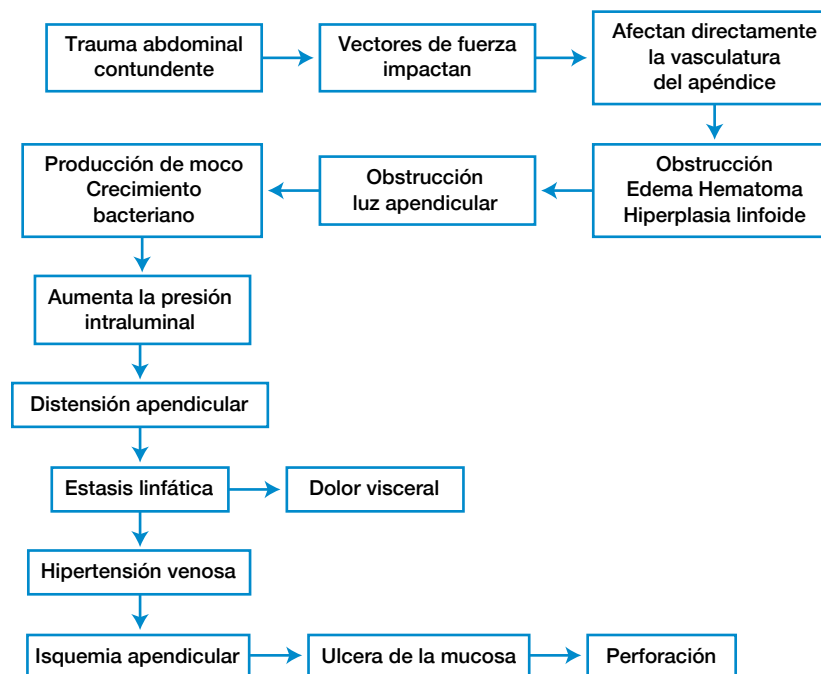 Trauma abdominal
contundente
Vectores de fuerza
impactan
Afectan directamente
la vasculatura
del apéndice
Obstrucción
Edema Hematoma
Hiperplasia linfoide
Obstrucción
luz apendicular
Producción de moco
Crecimiento
bacteriano
Aumenta la presión
intraluminal
Distensión apendicular
Estasis linfática
Dolor visceral
Hipertensión venosa
Isquemia apendicular
Ulcera de la mucosa
Perforación